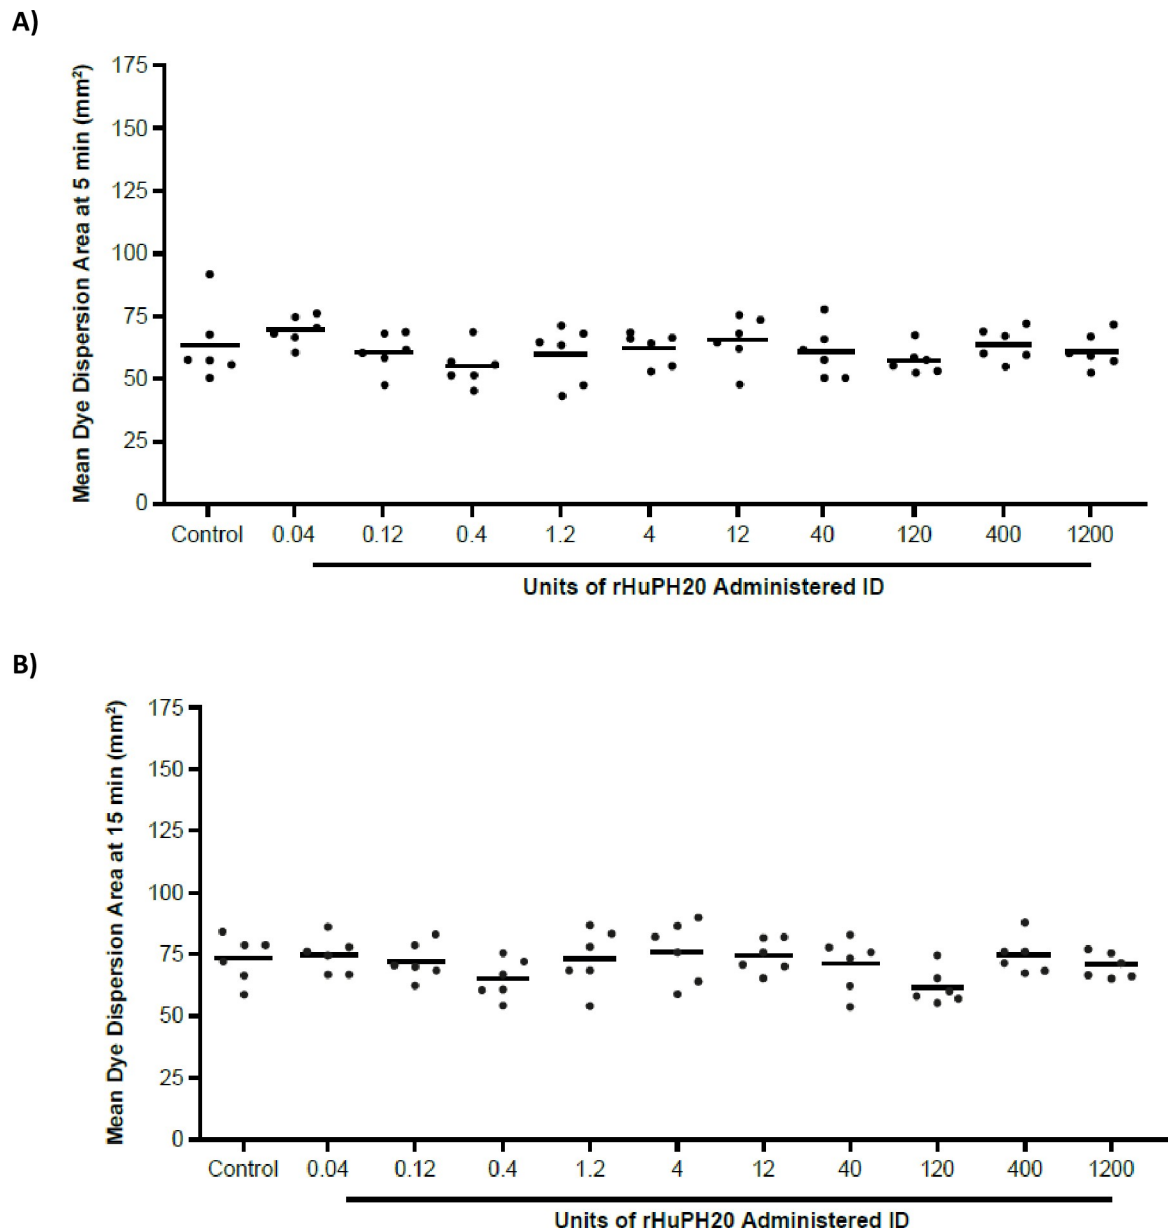 A)
Mean Dye Dispersion Area at 5 min (mm²)
175
150
125
100
75
50
25
0
Control 0.04 0.12 0.4 1.2 4 12 40 120 400 1200
Units of rHuPH20 Administered ID
B)
Mean Dye Dispersion Area at 15 min (mm²)
175
150
125
100
75
50
25
0
Control 0.04 0.12 0.4 1.2 4 12 40 120 400 1200
Units of rHuPH20 Administered ID